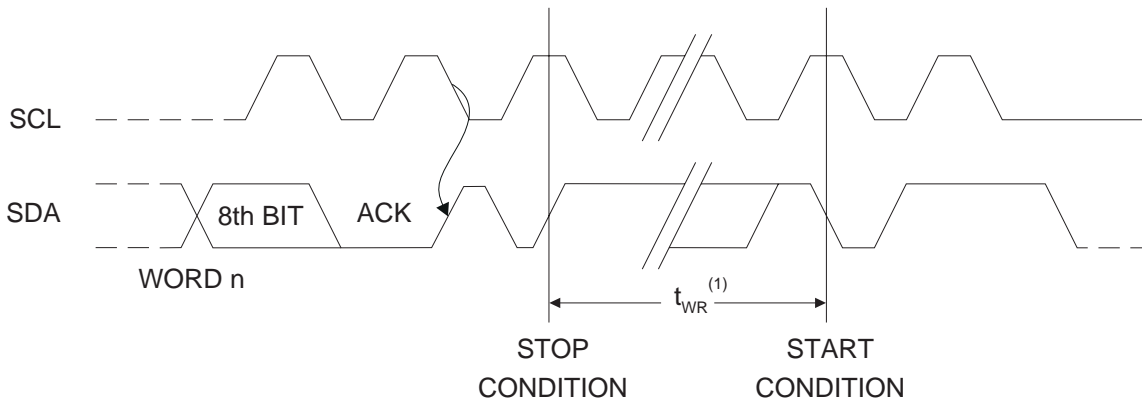 SCL
SDA
8th BIT
ACK
WORD n
tWR(1)
STOP
CONDITION
START
CONDITION